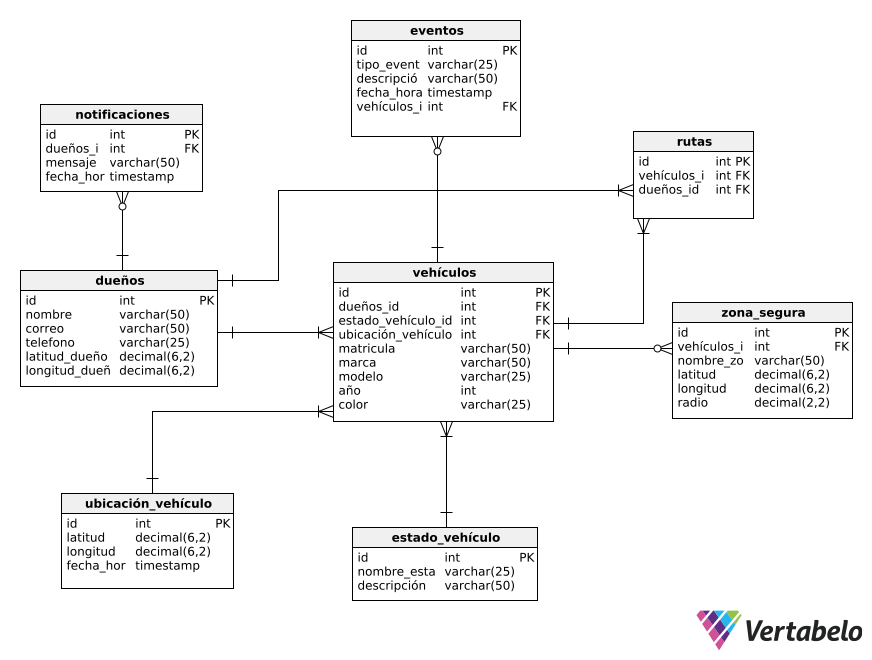 eventos
id int PK
tipo_event varchar(25)
descripció varchar(50)
fecha_hora timestamp
vehículos_i int FK
notificaciones
id int PK
dueños_i int FK
mensaje varchar(50)
fecha_hor timestamp
rutas
id int PK
vehículos_i int FK
dueños_id int FK
dueños
id int PK
nombre varchar(50)
correo varchar(50)
telefono varchar(25)
latitud_dueño decimal(6,2)
longitud_dueñ decimal(6,2)
vehículos
id int PK
dueños_id int FK
estado_vehículo_id int FK
ubicación_vehículo int FK
matricula varchar(50)
marca varchar(50)
modelo varchar(25)
año int
color varchar(25)
zona_segura
id int PK
vehículos_i int FK
nombre_zo varchar(50)
latitud decimal(6,2)
longitud decimal(6,2)
radio decimal(2,2)
ubicación_vehículo
id int PK
latitud decimal(6,2)
longitud decimal(6,2)
fecha_hor timestamp
estado_vehículo
id int PK
nombre_esta varchar(25)
descripción varchar(50)
Vertabelo